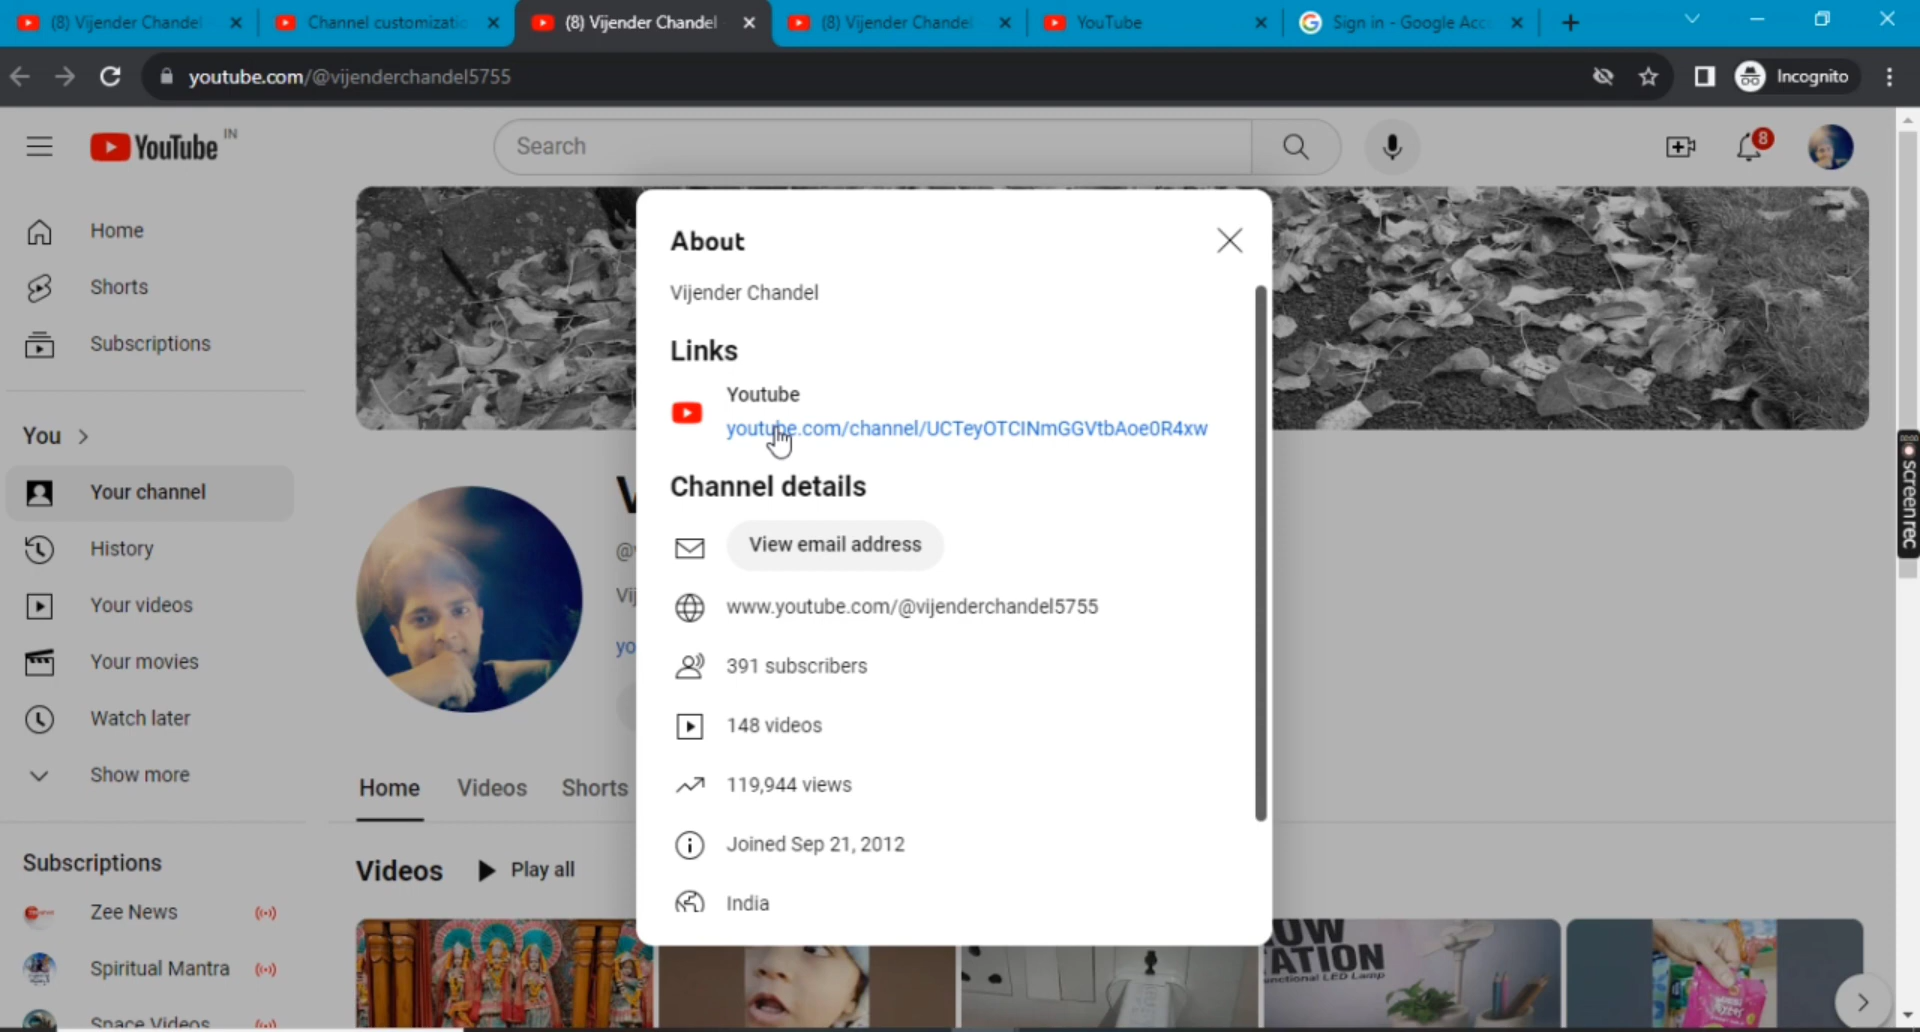 (8) Vijender Chandel
Channel customizatio
(8) Vijender Chandel
(8) Vijender Chandel
YouTube
Sign in - Google Acc
youtube.com/@vijenderchandel5755
Incognito
YouTube IN
Search
8
Home
Shorts
Subscriptions
You
Your channel
History
Your videos
Your movies
Watch later
Show more
Subscriptions
Zee News
Spiritual Mantra
Space Videos
V
@
Vij
yo
Home Videos Shorts
Videos Play all
About
Vijender Chandel
Links
Youtube
youtube.com/channel/UCTeyOTCINmGGVtbAoe0R4xw
Channel details
View email address
www.youtube.com/@vijenderchandel5755
391 subscribers
148 videos
119,944 views
Joined Sep 21, 2012
India
screenrec